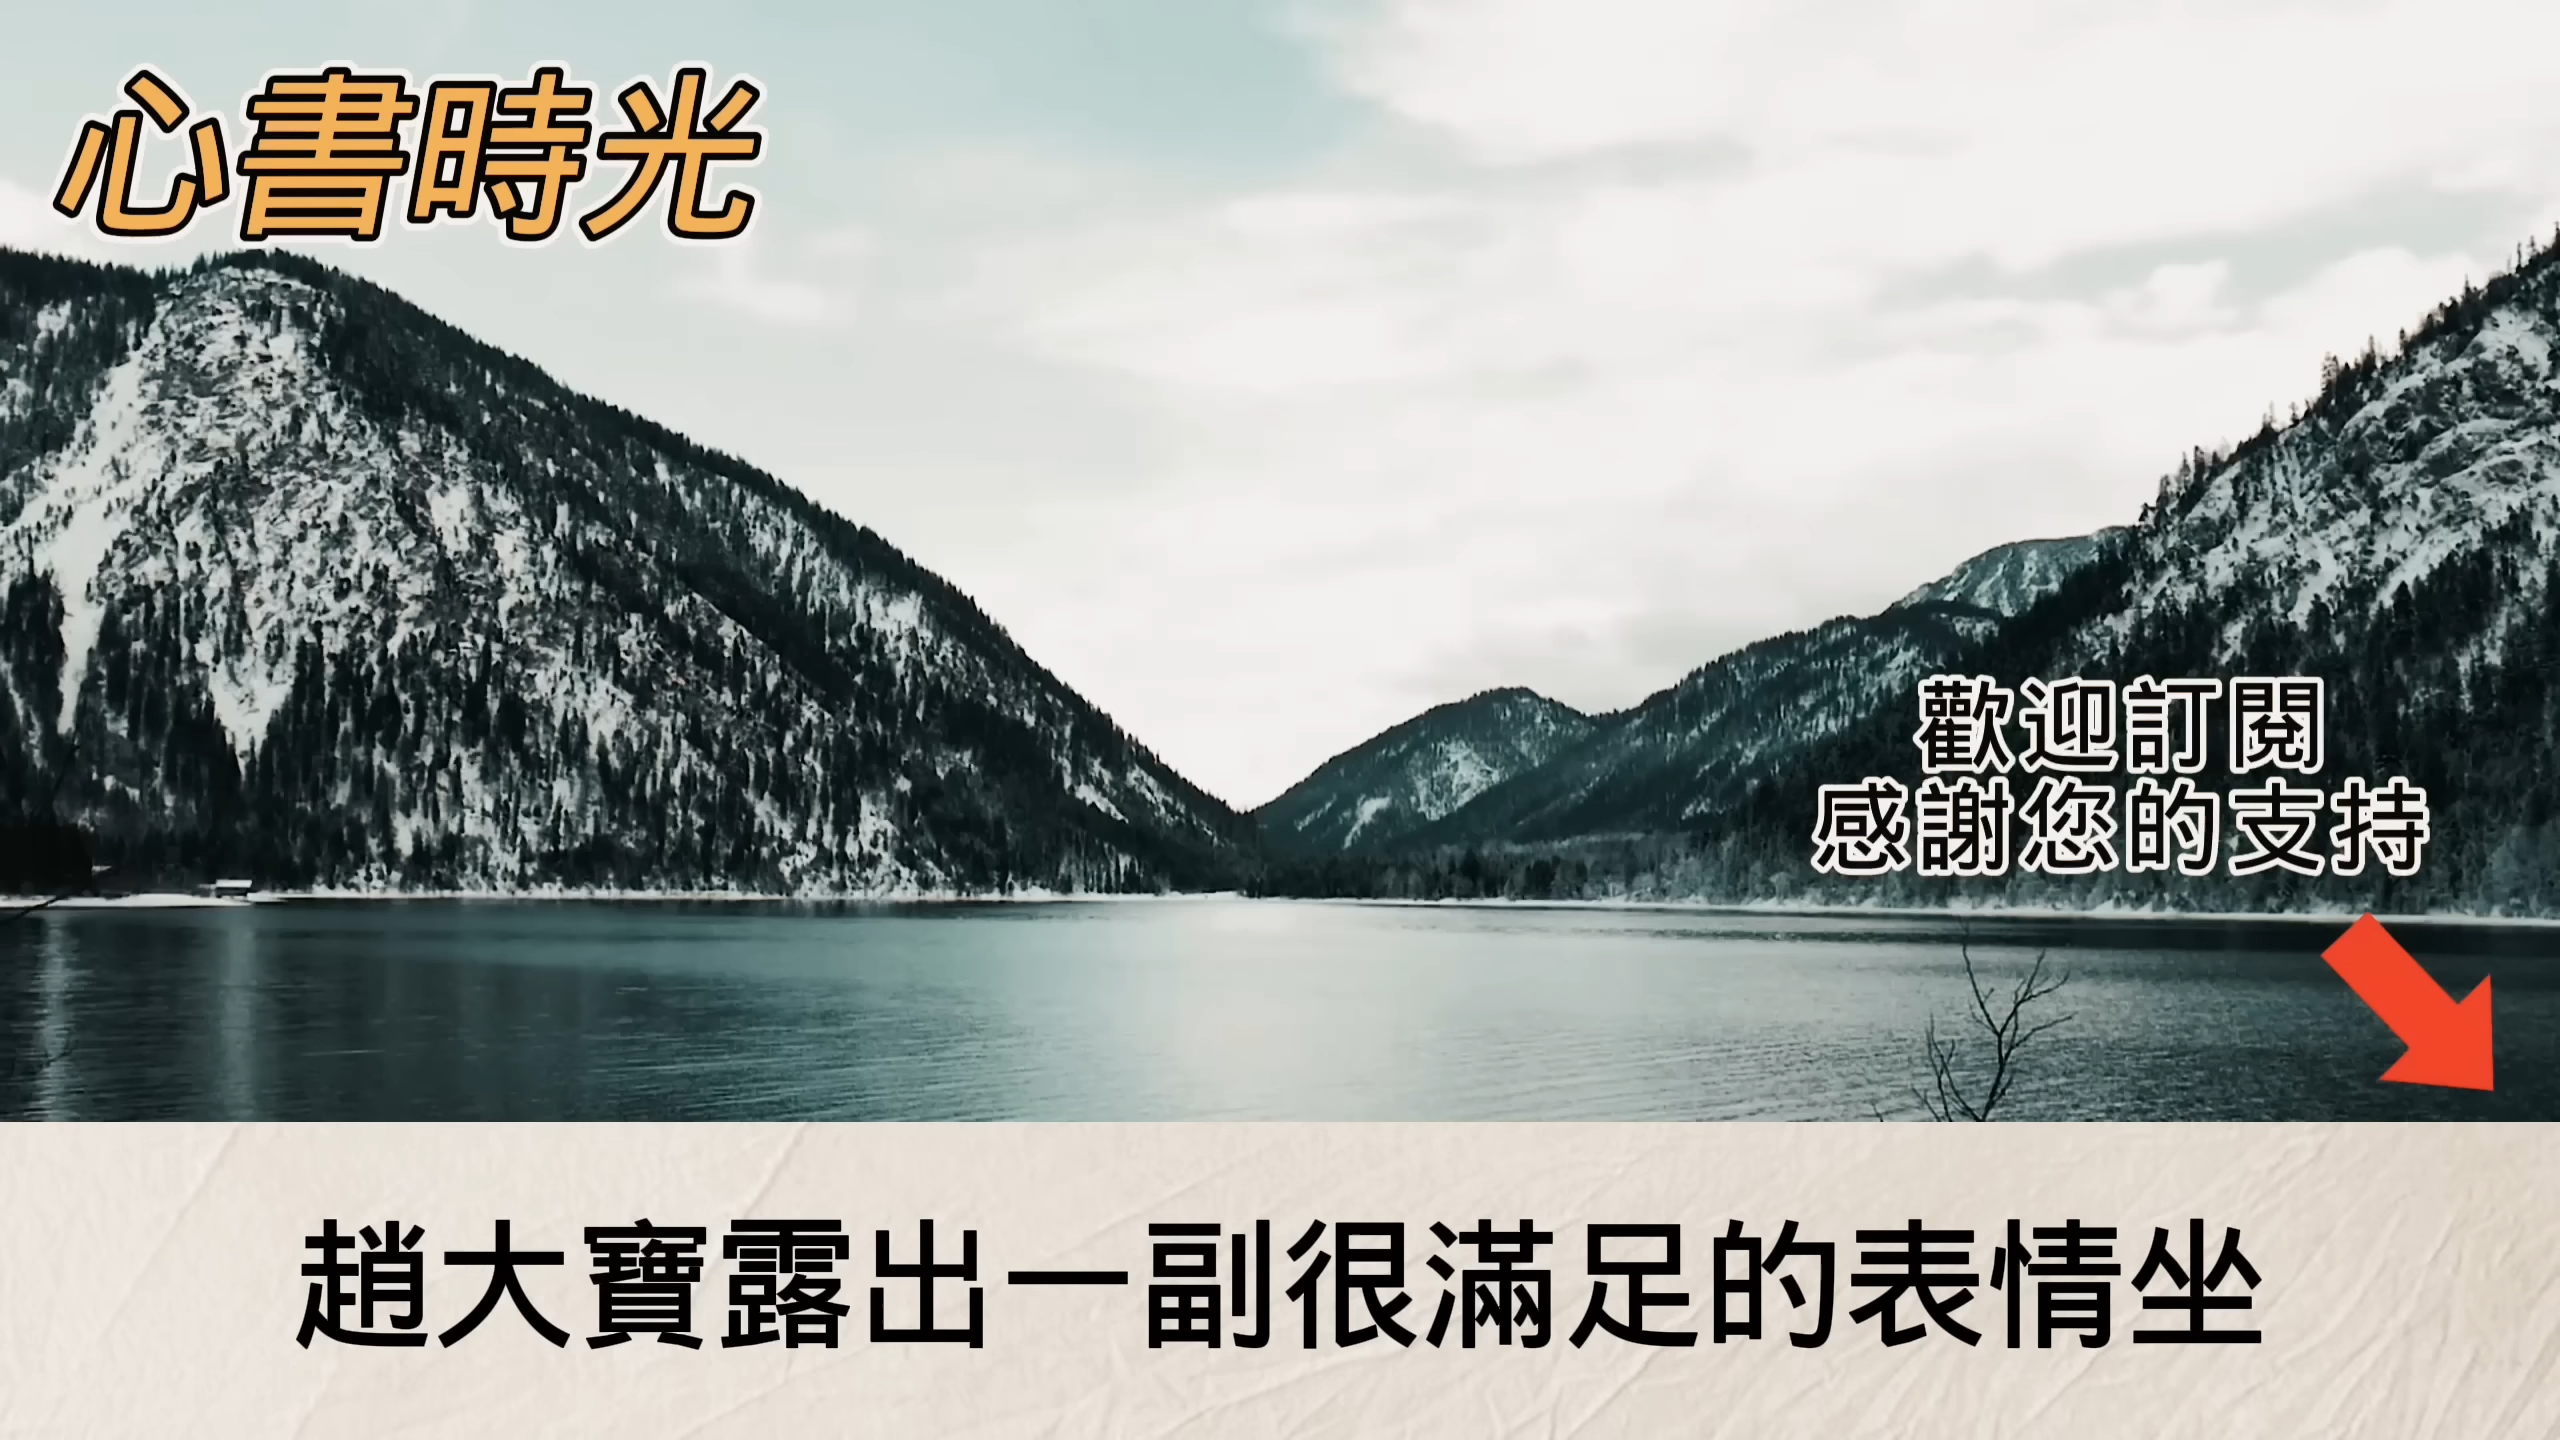 心書時光
歡迎訂閱
感謝您的支持
趙大寶露出一副很滿足的表情坐